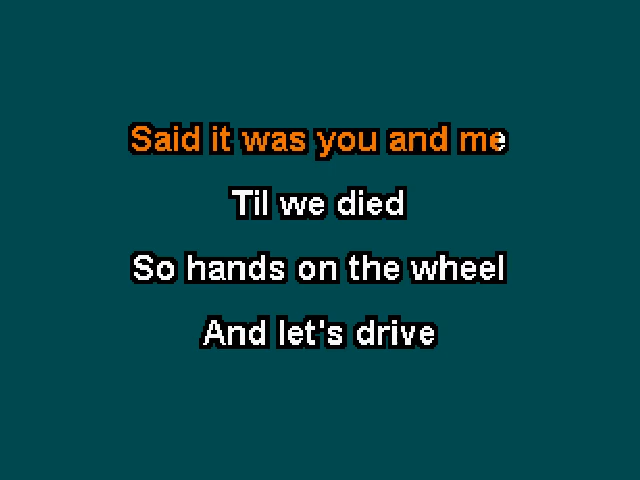 Said it was you and me
Til we died
So hands on the wheel
And let's drive